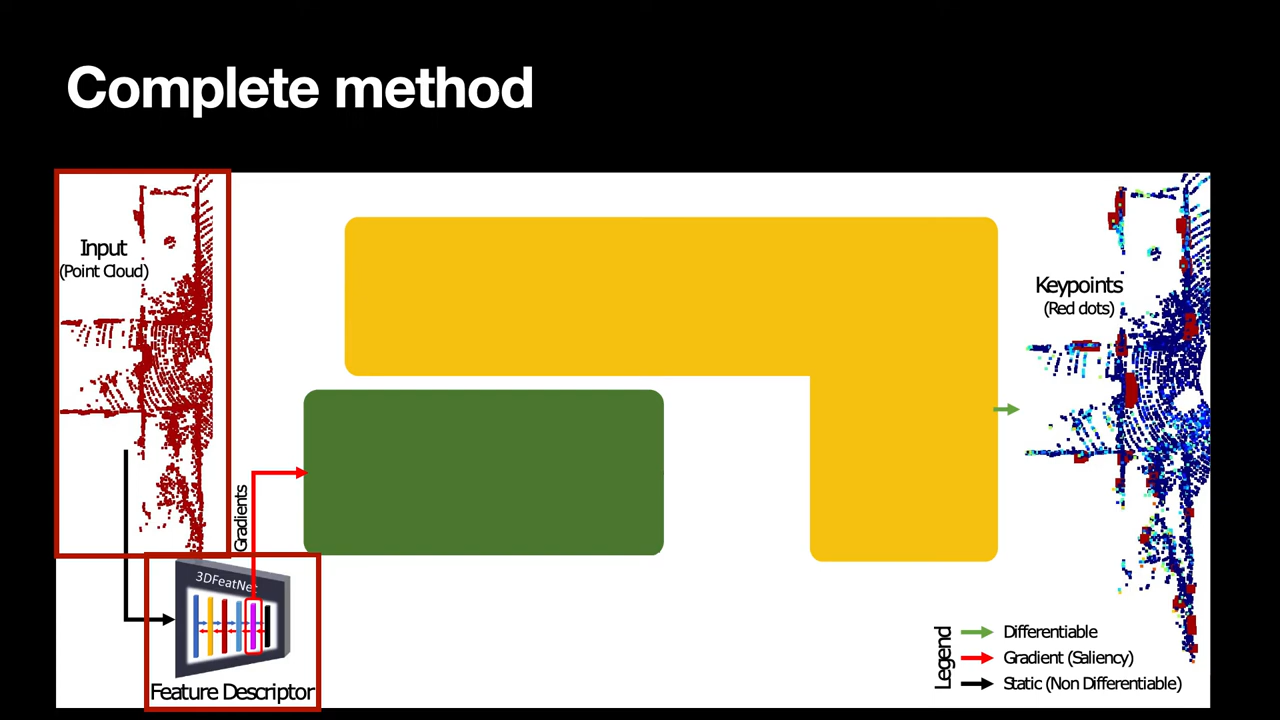 Complete method
Input
(Point Cloud)
Keypoints
(Red dots)
Gradients
3DFeatNet
Feature Descriptor
Legend
Differentiable
Gradient (Saliency)
Static (Non Differentiable)